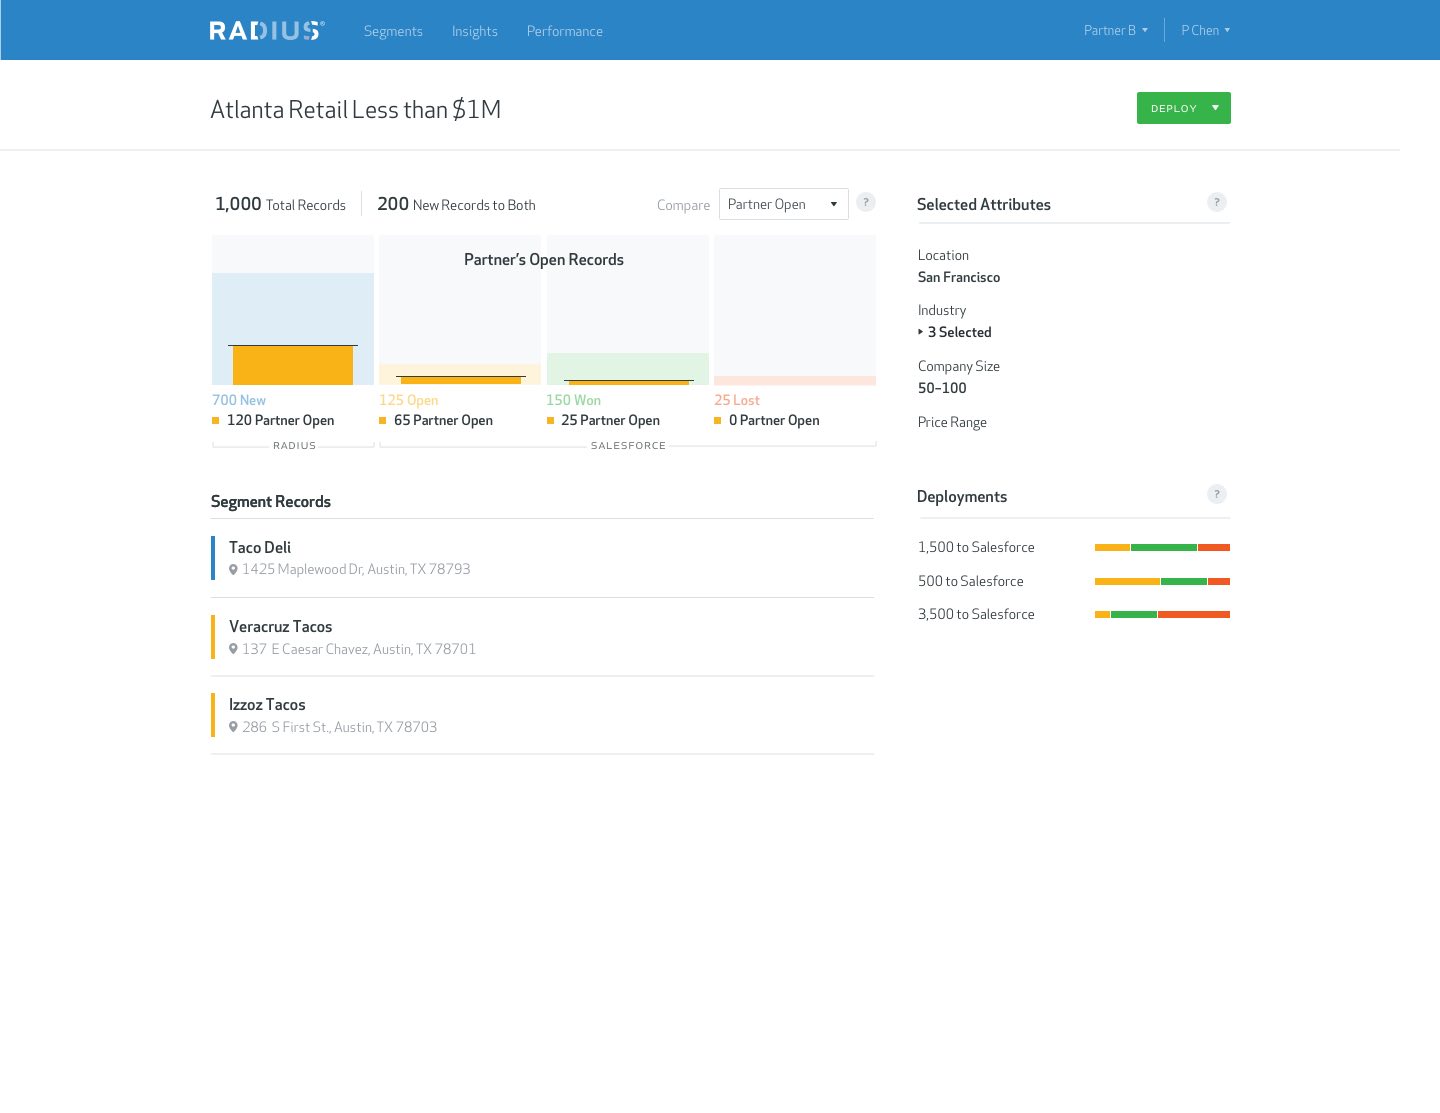 RADIUS®
Segments Insights Performance
Partner B P Chen
Atlanta Retail Less than $1M
DEPLOY
1,000 Total Records 200 New Records to Both
Compare Partner Open ?
Partner’s Open Records
700 New 125 Open 150 Won 25 Lost
120 Partner Open 65 Partner Open 25 Partner Open 0 Partner Open
RADIUS SALESFORCE
Segment Records
Taco Deli
1425 Maplewood Dr, Austin, TX 78793
Veracruz Tacos
137 E Caesar Chavez, Austin, TX 78701
Izzoz Tacos
286 S First St., Austin, TX 78703
Selected Attributes ?
Location
San Francisco
Industry
3 Selected
Company Size
50–100
Price Range
Deployments ?
1,500 to Salesforce
500 to Salesforce
3,500 to Salesforce